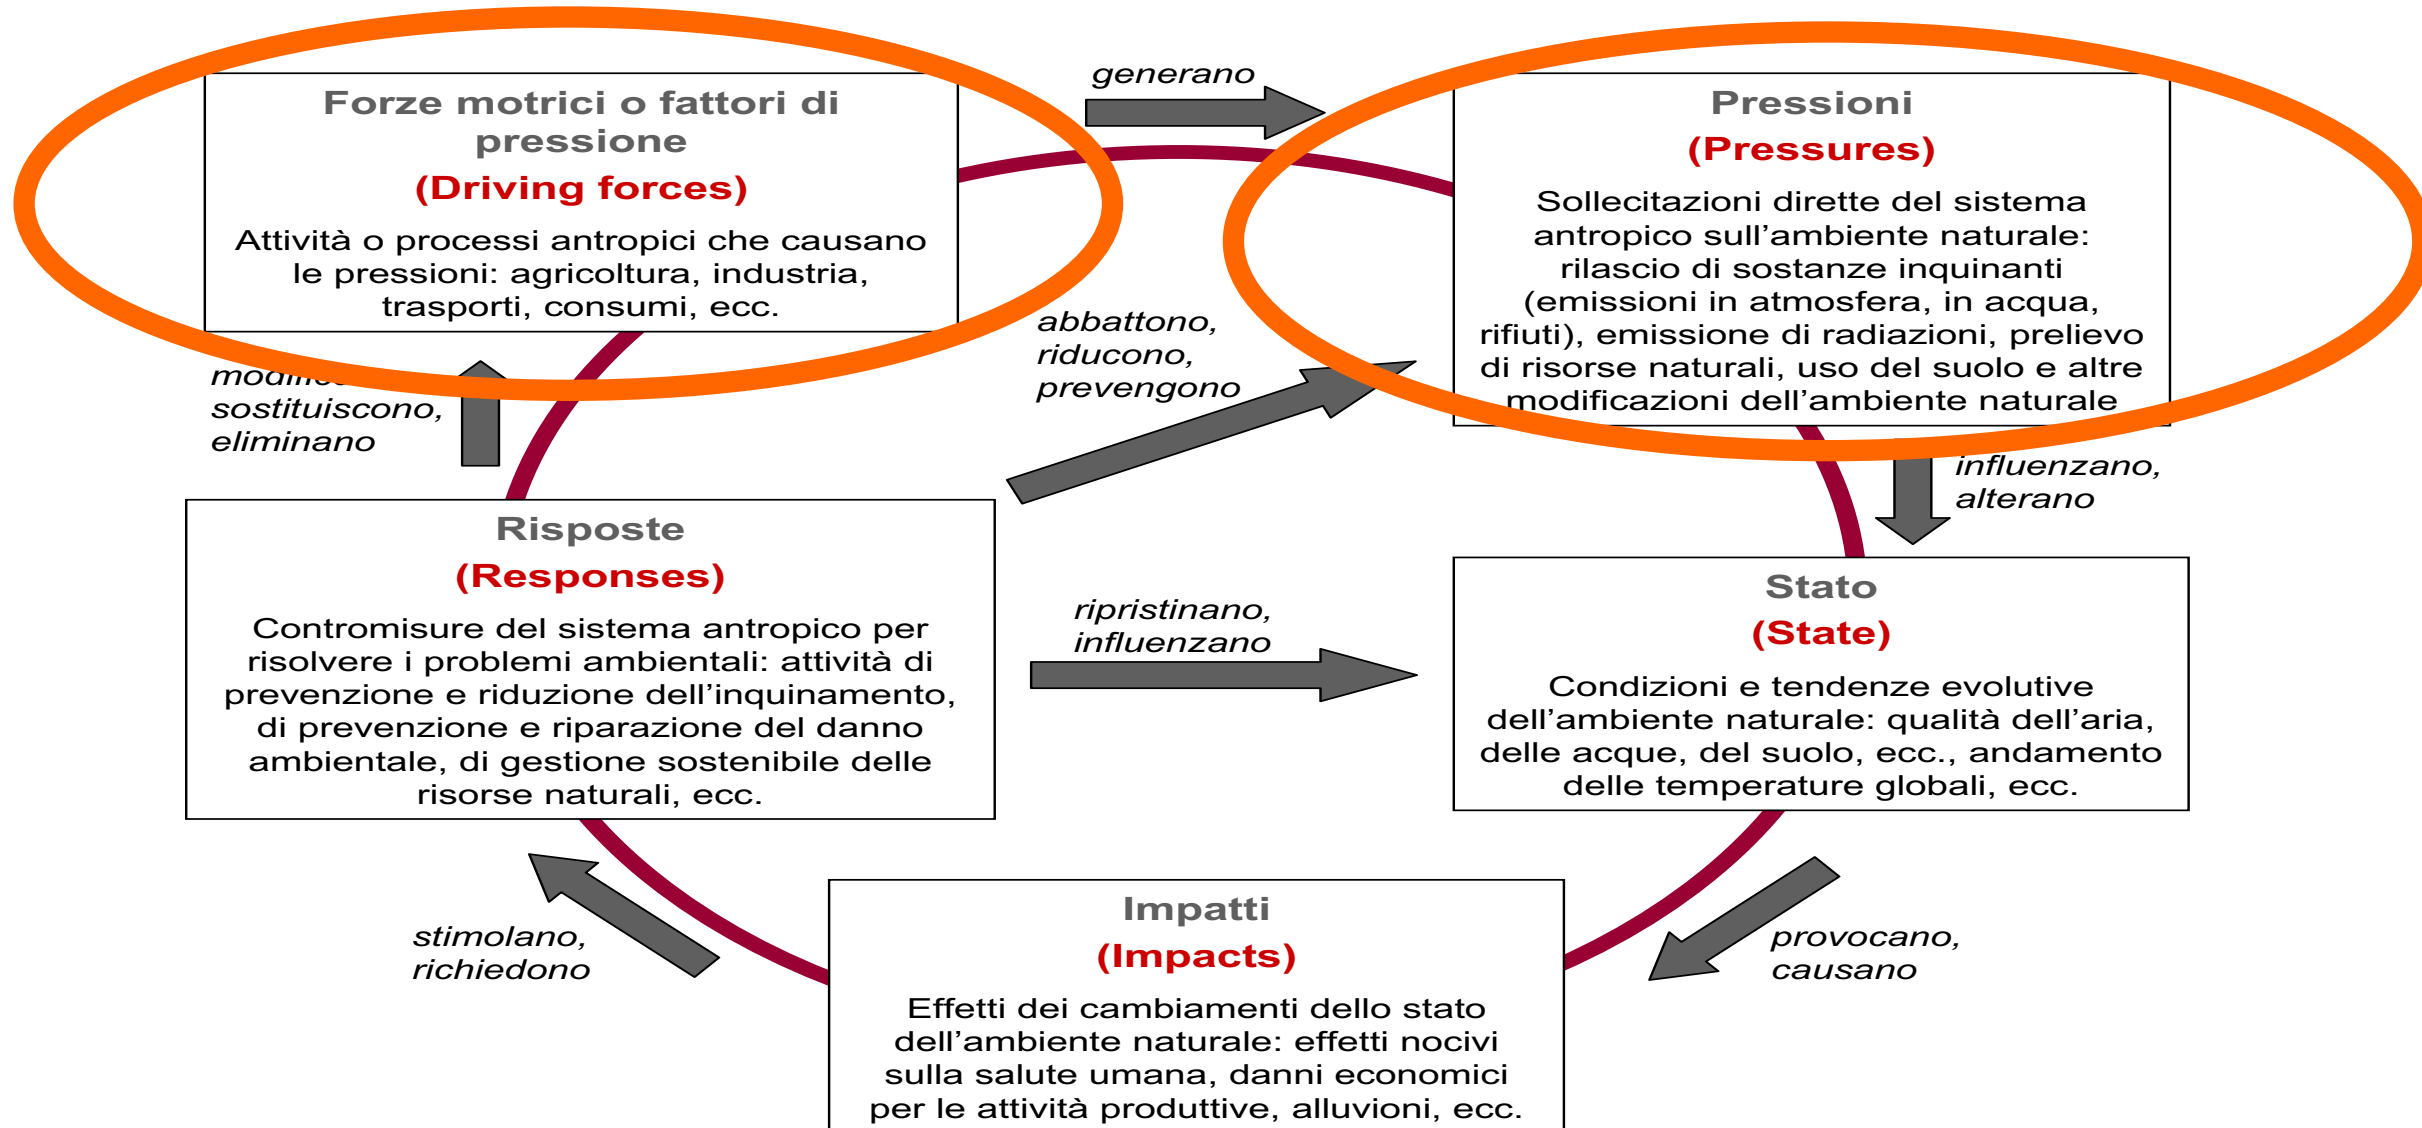 generano
Forze motrici o fattori di
pressione
(Driving forces)
Attività o processi antropici che causano
le pressioni: agricoltura, industria,
trasporti, consumi, ecc.
Pressioni
(Pressures)
Sollecitazioni dirette del sistema
antropico sull’ambiente naturale:
rilascio di sostanze inquinanti
(emissioni in atmosfera, in acqua,
rifiuti), emissione di radiazioni, prelievo
di risorse naturali, uso del suolo e altre
modificazioni dell’ambiente naturale
abbattono,
riducono,
prevengono
sostituiscono,
eliminano
influenzano,
alterano
Risposte
(Responses)
Contromisure del sistema antropico per
risolvere i problemi ambientali: attività di
prevenzione e riduzione dell’inquinamento,
di prevenzione e riparazione del danno
ambientale, di gestione sostenibile delle
risorse naturali, ecc.
ripristinano,
influenzano
Stato
(State)
Condizioni e tendenze evolutive
dell’ambiente naturale: qualità dell’aria,
delle acque, del suolo, ecc., andamento
delle temperature globali, ecc.
stimolano,
richiedono
Impatti
(Impacts)
Effetti dei cambiamenti dello stato
dell’ambiente naturale: effetti nocivi
sulla salute umana, danni economici
per le attività produttive, alluvioni, ecc.
provocano,
causano